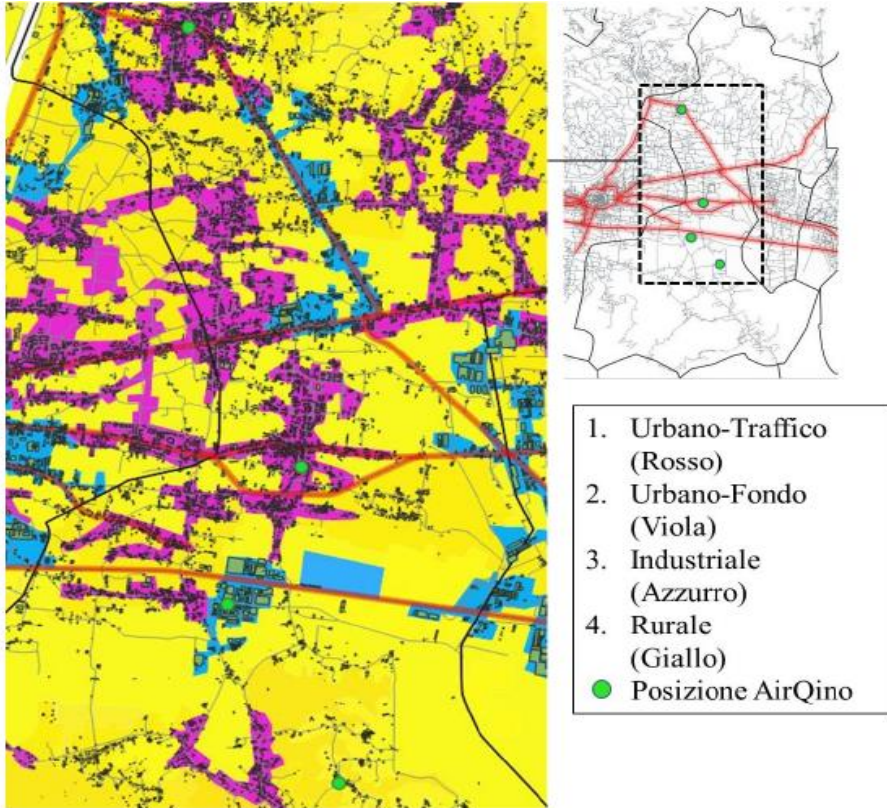 1. Urbano-Traffico
(Rosso)
2. Urbano-Fondo
(Viola)
3. Industriale
(Azzurro)
4. Rurale
(Giallo)
Posizione AirQino